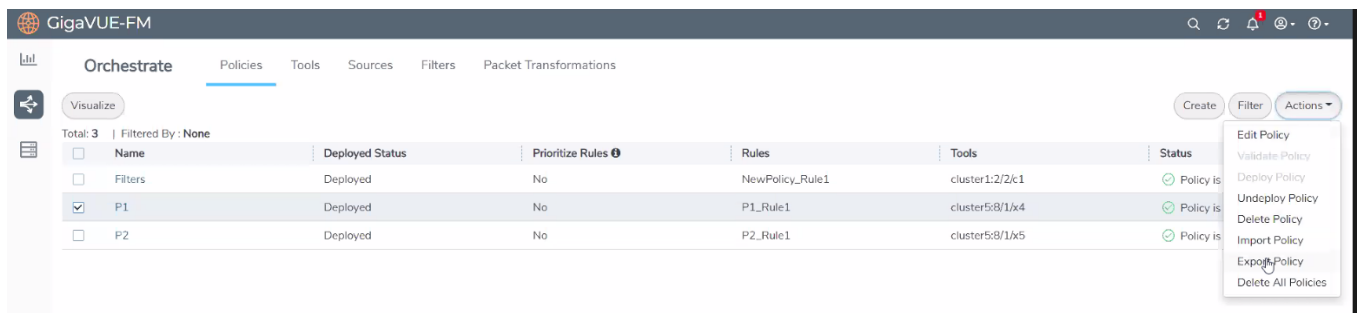 GigaVUE-FM
1
Orchestrate Policies Tools Sources Filters Packet Transformations
Visualize Create Filter Actions
Total: 3 | Filtered By : None
Name Deployed Status Prioritize Rules Rules Tools Status
Filters Deployed No NewPolicy_Rule1 cluster1:2/2/c1 Policy is
P1 Deployed No P1_Rule1 cluster5:8/1/x4 Policy is
P2 Deployed No P2_Rule1 cluster5:8/1/x5 Policy is
Edit Policy
Validate Policy
Deploy Policy
Undeploy Policy
Delete Policy
Import Policy
Export Policy
Delete All Policies